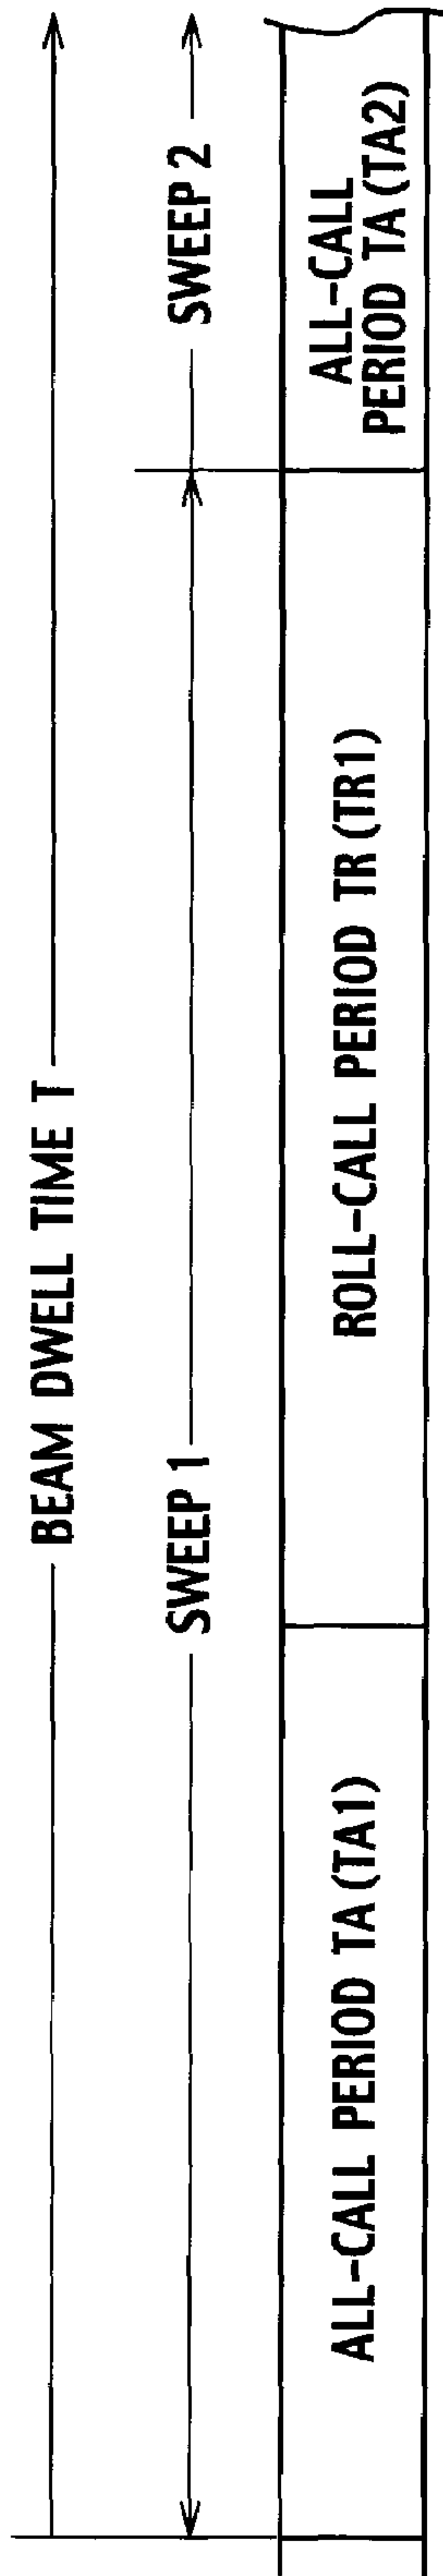 BEAM DWELL TIME T
SWEEP 1
SWEEP 2
ALL-CALL PERIOD TA (TA1)
ROLL-CALL PERIOD TR (TR1)
ALL-CALL
PERIOD TA (TA2)